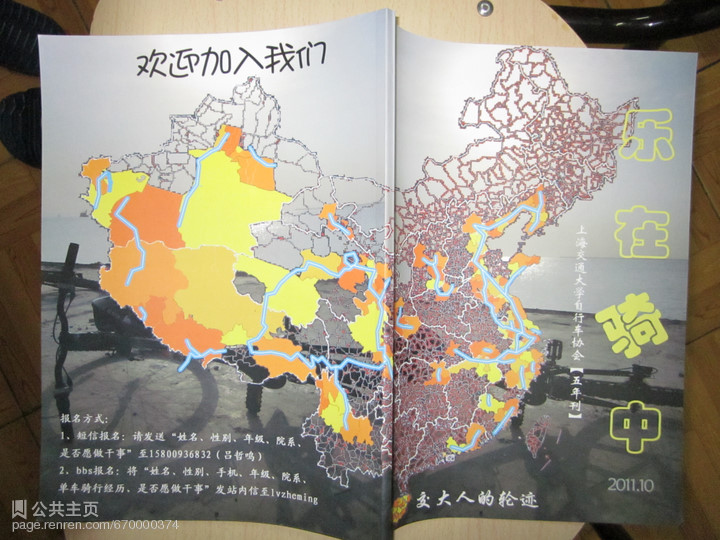 欢迎加入我们
报名方式:
1、短信报名: 请发送“姓名、性别、年级、院系、
是否愿做干事”至15800936832 (吕哲鸣)
2、bbs报名: 将“姓名、性别、手机、年级、院系、
单车骑行经历、是否愿做干事”发站内信至lvzheming
乐在骑中
上海交通大学自行车协会【五年刊】
2011.10
交大人的轮迹
公共主页
page.renren.com/670000374